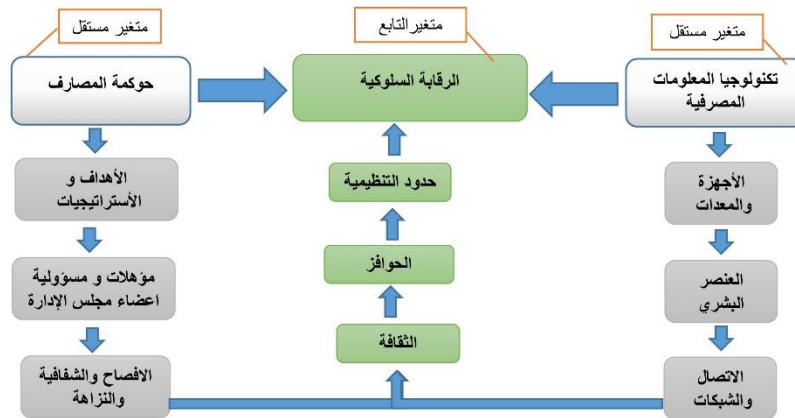 متغير مستقل
متغير التابع
متغير مستقل
تكنولوجيا المعلومات
المصرفية
الرقابة السلوكية
حوكمة المصارف
الأجهزة
والمعدات
حدود التنظيمية
الأهداف و
الأستراتيجيات
العنصر
البشري
الحوافز
مؤهلات و مسؤولية
اعضاء مجلس الإدارة
الاتصال
والشبكات
الثقافة
الافصاح والشفافية
والنزاهة